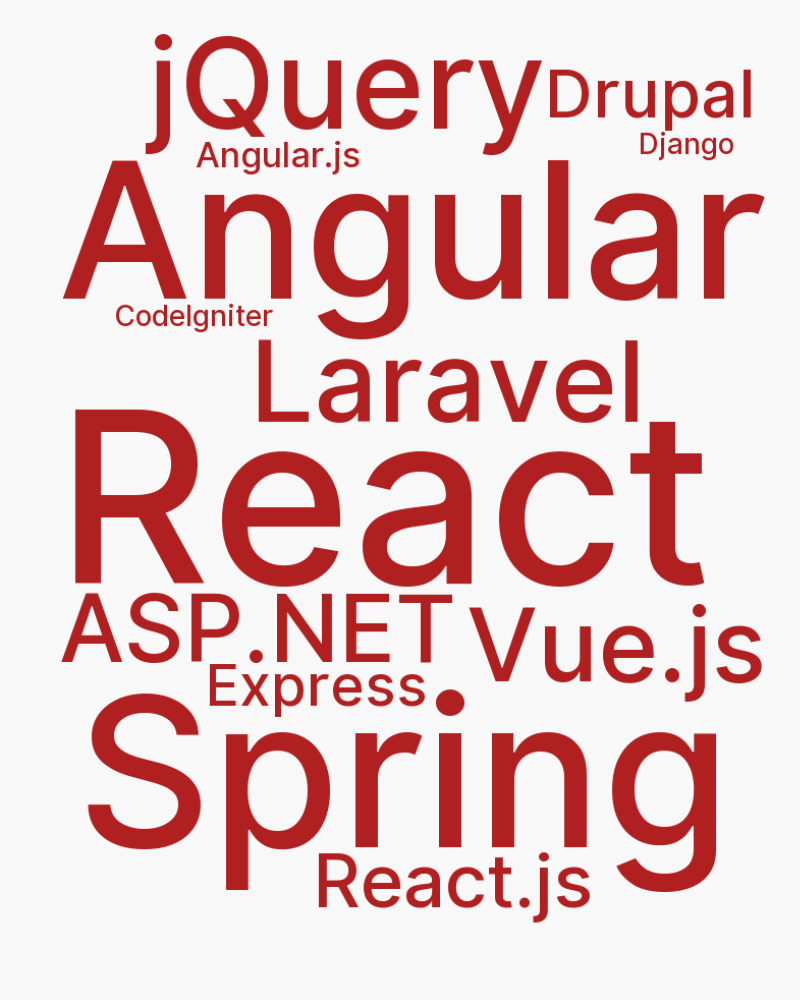 jQuery
Drupal
Django
Angular.js
Angular
CodeIgniter
Laravel
React
ASP.NET
Vue.js
Express
Spring
React.js